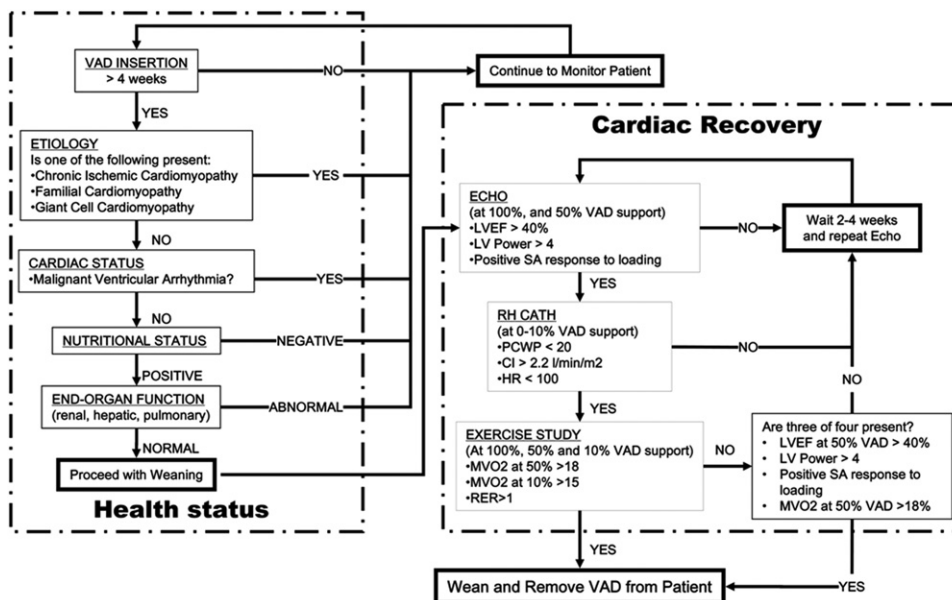 VAD INSERTION
> 4 weeks
NO
Continue to Monitor Patient
YES
ETIOLOGY
Is one of the following present:
•Chronic Ischemic Cardiomyopathy
•Familial Cardiomyopathy
•Giant Cell Cardiomyopathy
YES
NO
CARDIAC STATUS
•Malignant Ventricular Arrhythmia?
YES
NO
NUTRITIONAL STATUS
NEGATIVE
POSITIVE
END-ORGAN FUNCTION
(renal, hepatic, pulmonary)
ABNORMAL
NORMAL
Proceed with Weaning
Health status
Cardiac Recovery
ECHO
(at 100%, and 50% VAD support)
•LVEF > 40%
•LV Power > 4
•Positive SA response to loading
NO
Wait 2-4 weeks
and repeat Echo
YES
RH CATH
(at 0-10% VAD support)
•PCWP < 20
•CI > 2.2 l/min/m2
•HR < 100
NO
NO
YES
EXERCISE STUDY
(At 100%, 50% and 10% VAD support)
•MVO2 at 50% >18
•MVO2 at 10% >15
•RER>1
NO
Are three of four present?
• LVEF at 50% VAD > 40%
• LV Power > 4
• Positive SA response to
loading
• MVO2 at 50% VAD >18%
YES
YES
Wean and Remove VAD from Patient